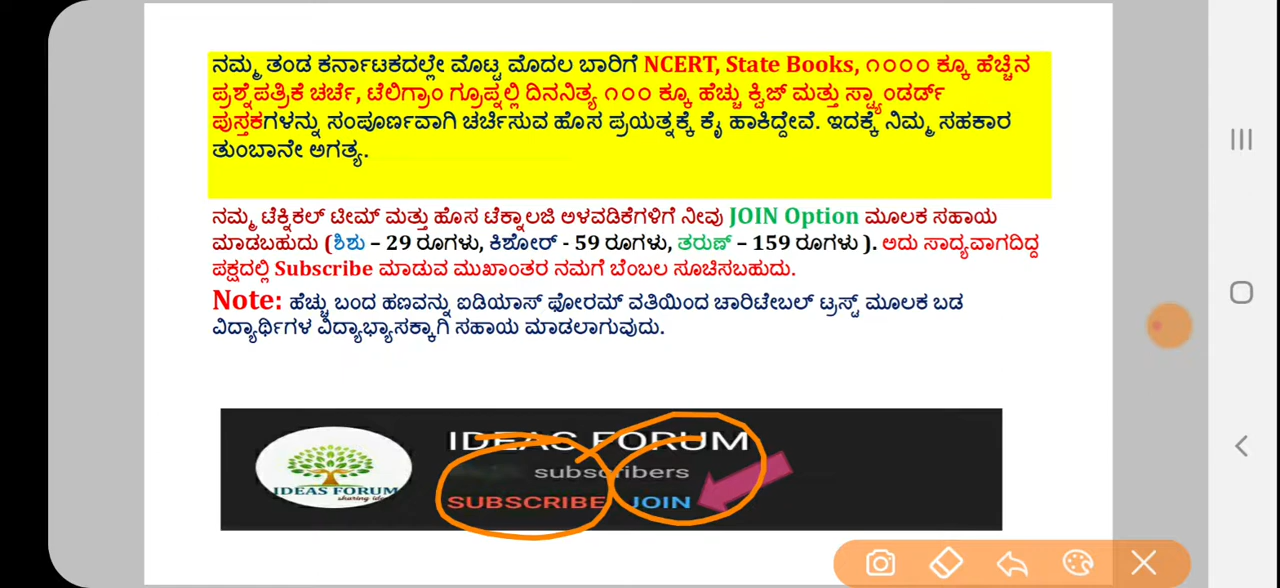 ನಮ್ಮ ತಂಡ ಕರ್ನಾಟಕದಲ್ಲೇ ಮೊಟ್ಟ ಮೊದಲ ಬಾರಿಗೆ NCERT, State Books, ೧೦೦೦ ಕ್ಕೂ ಹೆಚ್ಚಿನ
ಪ್ರಶ್ನೆಪತ್ರಿಕೆ ಚರ್ಚೆ, ಟೆಲಿಗ್ರಾಂ ಗ್ರೂಪ್ನಲ್ಲಿ ದಿನನಿತ್ಯ ೧೦೦ ಕ್ಕೂ ಹೆಚ್ಚು ಕ್ವಿಜ್ ಮತ್ತು ಸ್ಟ್ಯಾಂಡರ್ಡ್
ಪುಸ್ತಕಗಳನ್ನು ಸಂಪೂರ್ಣವಾಗಿ ಚರ್ಚಿಸುವ ಹೊಸ ಪ್ರಯತ್ನಕ್ಕೆ ಕೈ ಹಾಕಿದ್ದೇವೆ. ಇದಕ್ಕೆ ನಿಮ್ಮ ಸಹಕಾರ
ತುಂಬಾನೇ ಅಗತ್ಯ.
ನಮ್ಮ ಟೆಕ್ನಿಕಲ್ ಟೀಮ್ ಮತ್ತು ಹೊಸ ಟೆಕ್ನಾಲಜಿ ಅಳವಡಿಕೆಗಳಿಗೆ ನೀವು JOIN Option ಮೂಲಕ ಸಹಾಯ
ಮಾಡಬಹುದು (ಶಿಶು – 29 ರೂಗಳು, ಕಿಶೋರ್ - 59 ರೂಗಳು, ತರುಣ್ – 159 ರೂಗಳು ). ಅದು ಸಾದ್ಯವಾಗದಿದ್ದ
ಪಕ್ಷದಲ್ಲಿ Subscribe ಮಾಡುವ ಮುಖಾಂತರ ನಮಗೆ ಬೆಂಬಲ ಸೂಚಿಸಬಹುದು.
Note: ಹೆಚ್ಚು ಬಂದ ಹಣವನ್ನು ಐಡಿಯಾಸ್ ಫೋರಮ್ ವತಿಯಿಂದ ಚಾರಿಟೇಬಲ್ ಟ್ರಸ್ಟ್ ಮೂಲಕ ಬಡ
ವಿದ್ಯಾರ್ಥಿಗಳ ವಿದ್ಯಾಭ್ಯಾಸಕ್ಕಾಗಿ ಸಹಾಯ ಮಾಡಲಾಗುವುದು.
IDEAS FORUM
subscribers
SUBSCRIBE JOIN
IDEAS FORUM
sharing